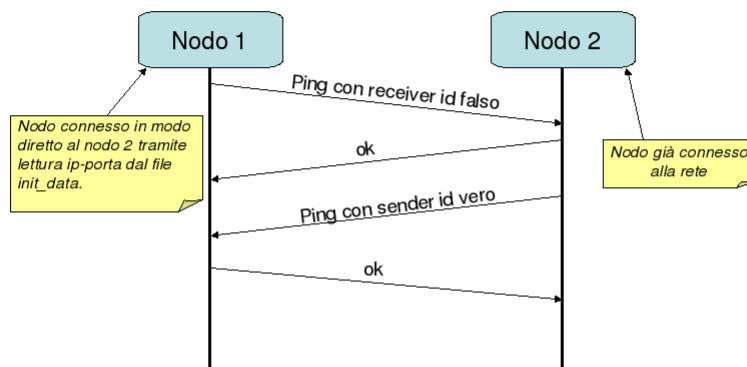 Nodo 1
Nodo 2
Ping con receiver id falso
Nodo connesso in modo
diretto al nodo 2 tramite
lettura ip-porta dal file
init_data.
ok
Nodo già connesso
alla rete
Ping con sender id vero
ok